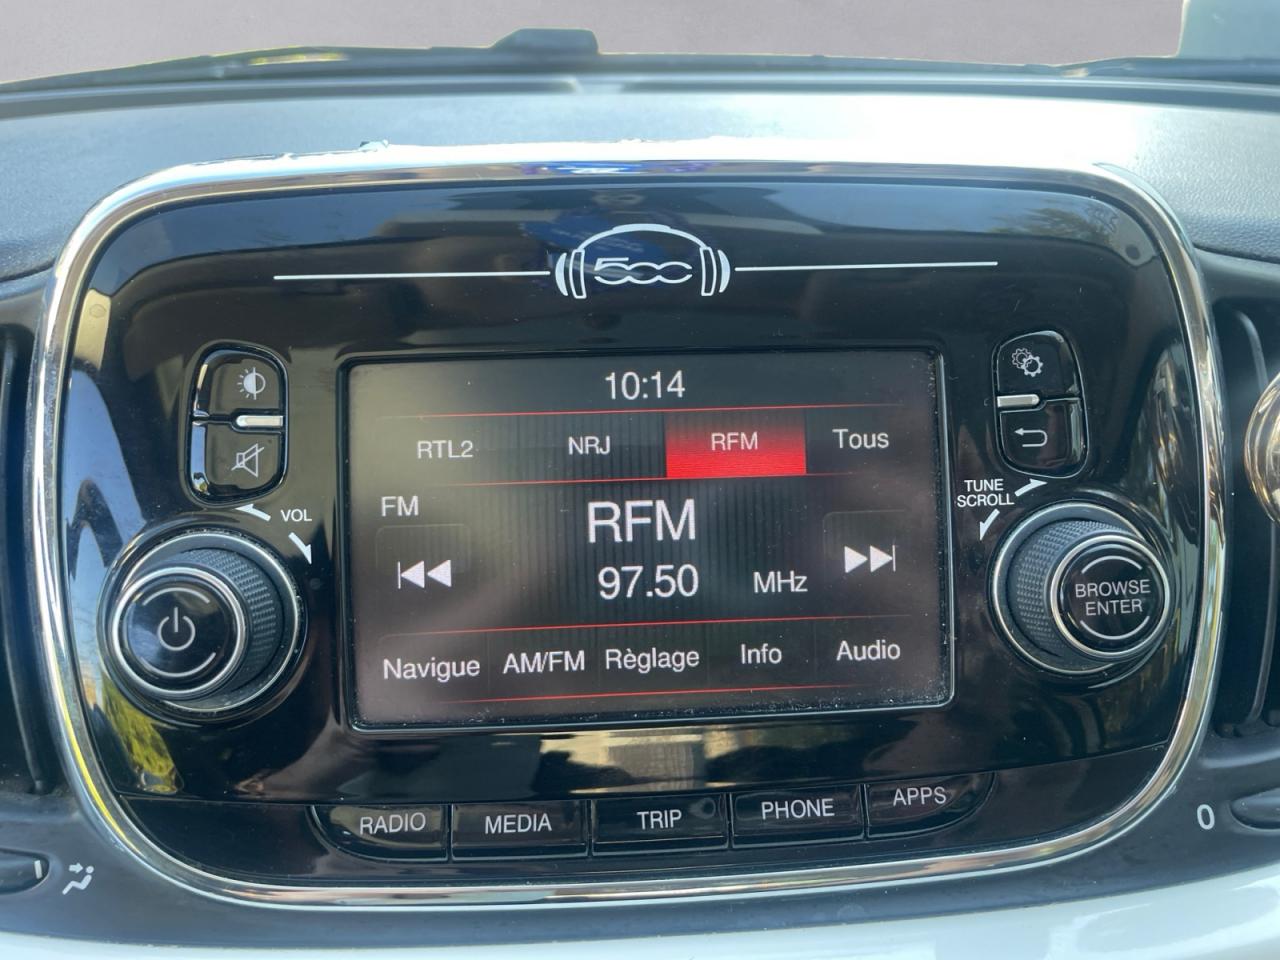 500
10:14
RTL2 NRJ RFM Tous
FM
RFM
97.50 MHz
Navigue AM/FM Règlage Info Audio
VOL
TUNE
SCROLL
BROWSE
ENTER
RADIO MEDIA TRIP PHONE APPS
0